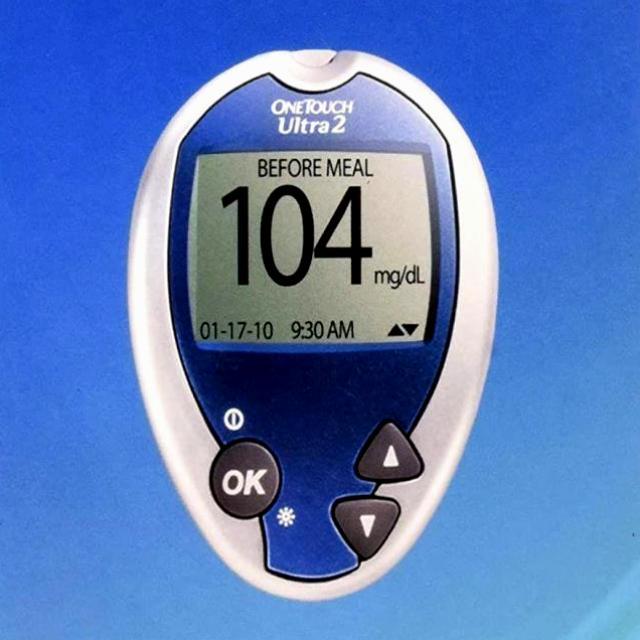 ONETOUCH
Ultra2
BEFORE MEAL
104
mg/dL
01-17-10 9:30 AM
OK